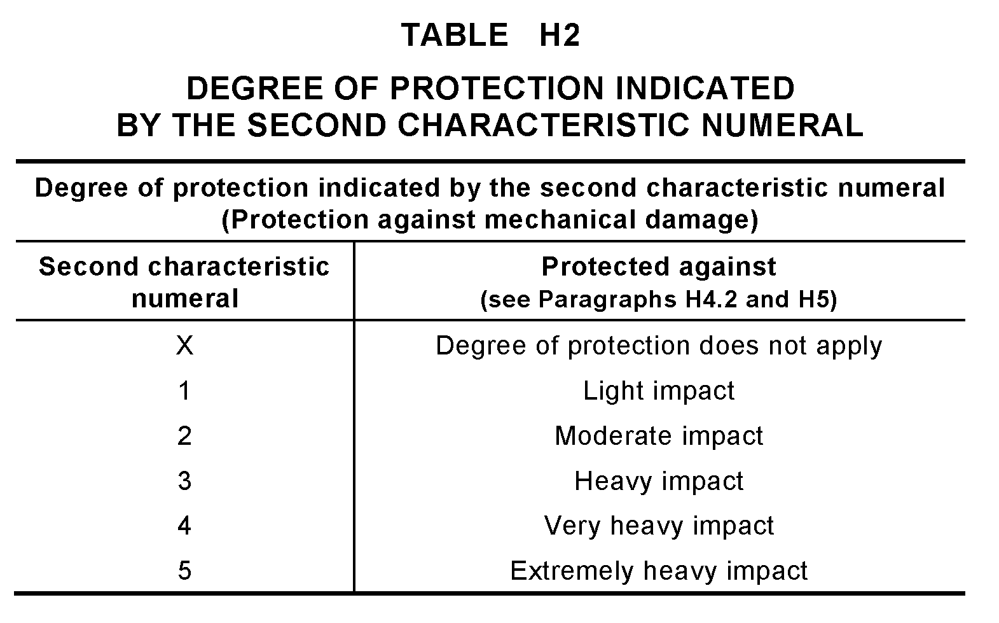 TABLE H2
DEGREE OF PROTECTION INDICATED
BY THE SECOND CHARACTERISTIC NUMERAL
Degree of protection indicated by the second characteristic numeral
(Protection against mechanical damage)
Second characteristic
numeral
Protected against
(see Paragraphs H4.2 and H5)
X Degree of protection does not apply
1 Light impact
2 Moderate impact
3 Heavy impact
4 Very heavy impact
5 Extremely heavy impact